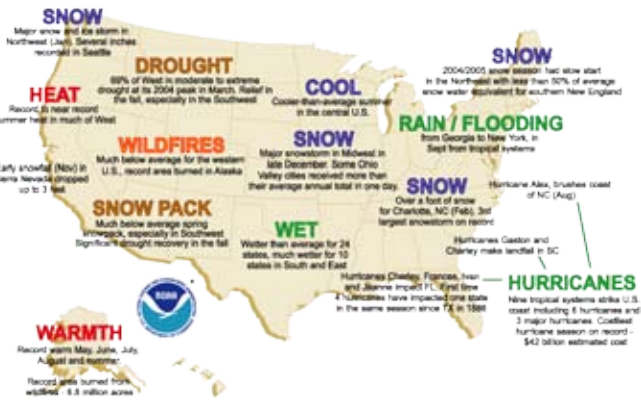 SNOW
Major snow and ice storm in
Northwest (Jan). Several inches
recorded in Seattle
DROUGHT
69% of West in moderate to extreme
drought at its 2004 peak in March. Relief in
the fall, especially in the Southwest
COOL
Cooler-than-average summer
in the central U.S.
SNOW
2004/2005 snow season had slow start
in the Northeast with less than 50% of average
snow water equivalent for southern New England
HEAT
Record to near record
summer heat in much of West
RAIN / FLOODING
from Georgia to New York, in
Sept from tropical systems
WILDFIRES
Much below average for the western
U.S., record area burned in Alaska
SNOW
Major snowstorm in Midwest in
late December. Some Ohio
Valley cities received more than
their average annual total in one day.
Early snowfall (Nov) in
Sierra Nevada dropped
up to 3 feet
SNOW
Over a foot of snow
for Charlotte, NC (Feb), 3rd
largest snowstorm on record
Hurricane Alex, brushes coast
of NC (Aug)
SNOW PACK
Much below average spring
snowpack, especially in Southwest
Significant drought recovery in the fall
WET
Wetter than average for 24
states, much wetter for 10
states in South and East
Hurricanes Gaston and
Charley make landfall in SC
Hurricanes Charley, Frances, Ivan
and Jeanne impact FL, first time
4 hurricanes have impacted one state
in the same season since TX in 1886
HURRICANES
Nine tropical systems strike U.S.
coast including 6 hurricanes and
3 major hurricanes. Costliest
hurricane season on record -
$42 billion estimated cost
NOAA
WARMTH
Record warm May, June, July,
August and summer.
Record area burned from
wildfires - 6.5 million acres